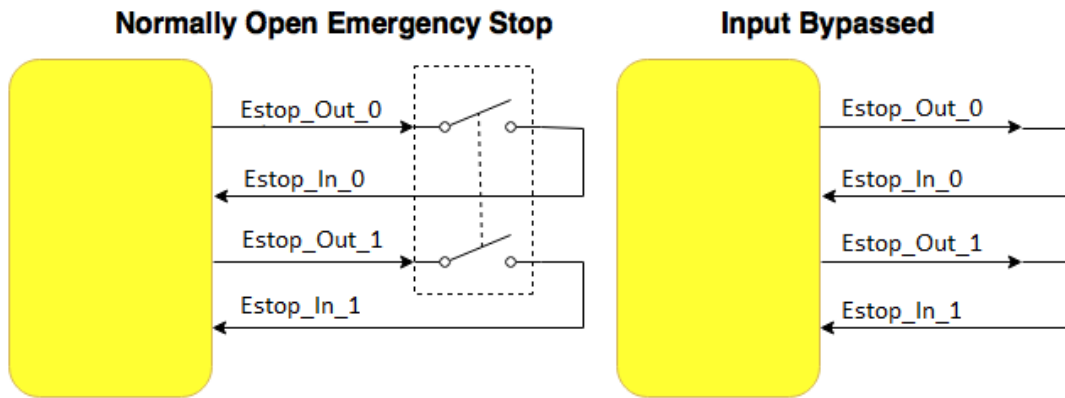 Normally Open Emergency Stop
Estop_Out_0
Estop_In_0
Estop_Out_1
Estop_In_1
Input Bypassed
Estop_Out_0
Estop_In_0
Estop_Out_1
Estop_In_1